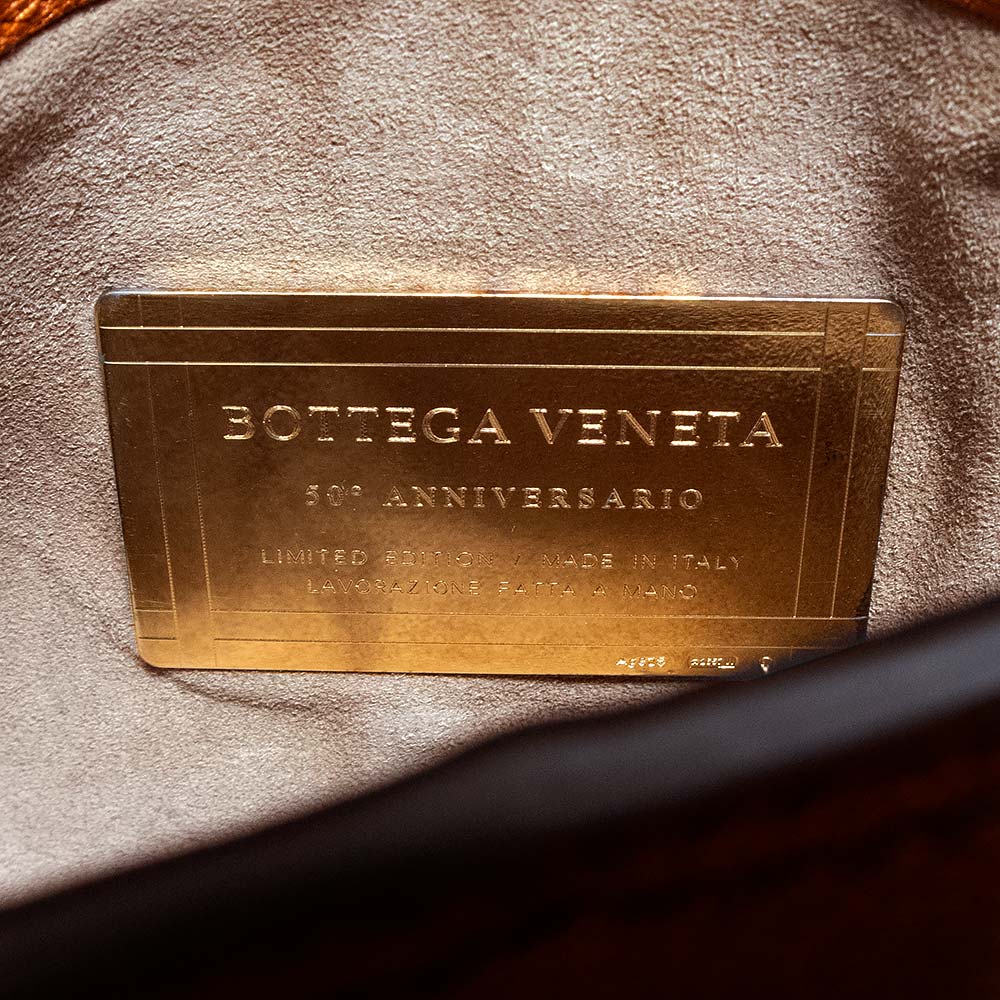 BOTTEGA VENETA
50° ANNIVERSARIO
LIMITED EDITION / MADE IN ITALY
LAVORAZIONE FATTA A MANO